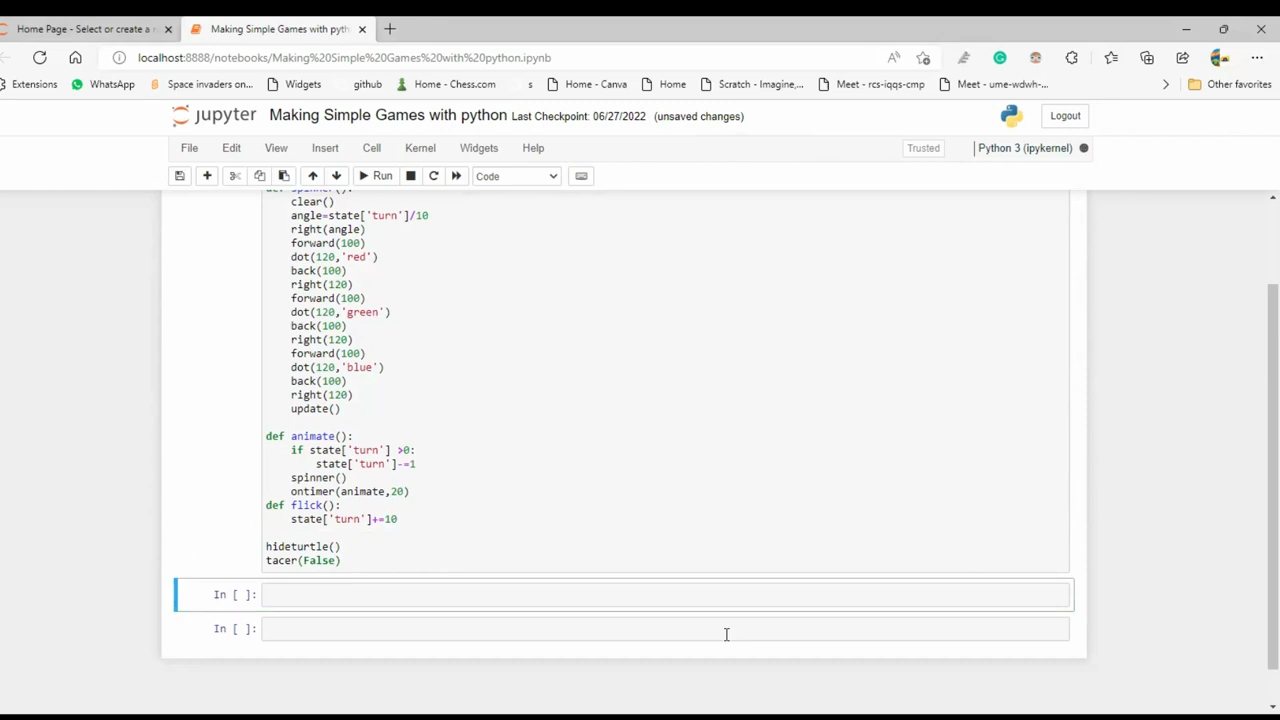 Home Page - Select or create a n
Making Simple Games with pyth
localhost:8888/notebooks/Making%20Simple%20Games%20with%20python.ipynb
Extensions
WhatsApp
Space invaders on...
Widgets
github
Home - Chess.com
s
Home - Canva
Home
Scratch - Imagine,...
Meet - rcs-iqqs-cmp
Meet - ume-wdwh-...
Other favorites
jupyter Making Simple Games with python Last Checkpoint: 06/27/2022 (unsaved changes)
Logout
File Edit View Insert Cell Kernel Widgets Help
Trusted
Python 3 (ipykernel)
Run
Code
def spinner():
clear()
angle=state['turn']/10
right(angle)
forward(100)
dot(120,'red')
back(100)
right(120)
forward(100)
dot(120,'green')
back(100)
right(120)
forward(100)
dot(120,'blue')
back(100)
right(120)
update()
def animate():
if state['turn'] >0:
state['turn']-=1
spinner()
ontimer(animate,20)
def flick():
state['turn']+=10
hideturtle()
tacer(False)
In [ ]:
In [ ]: